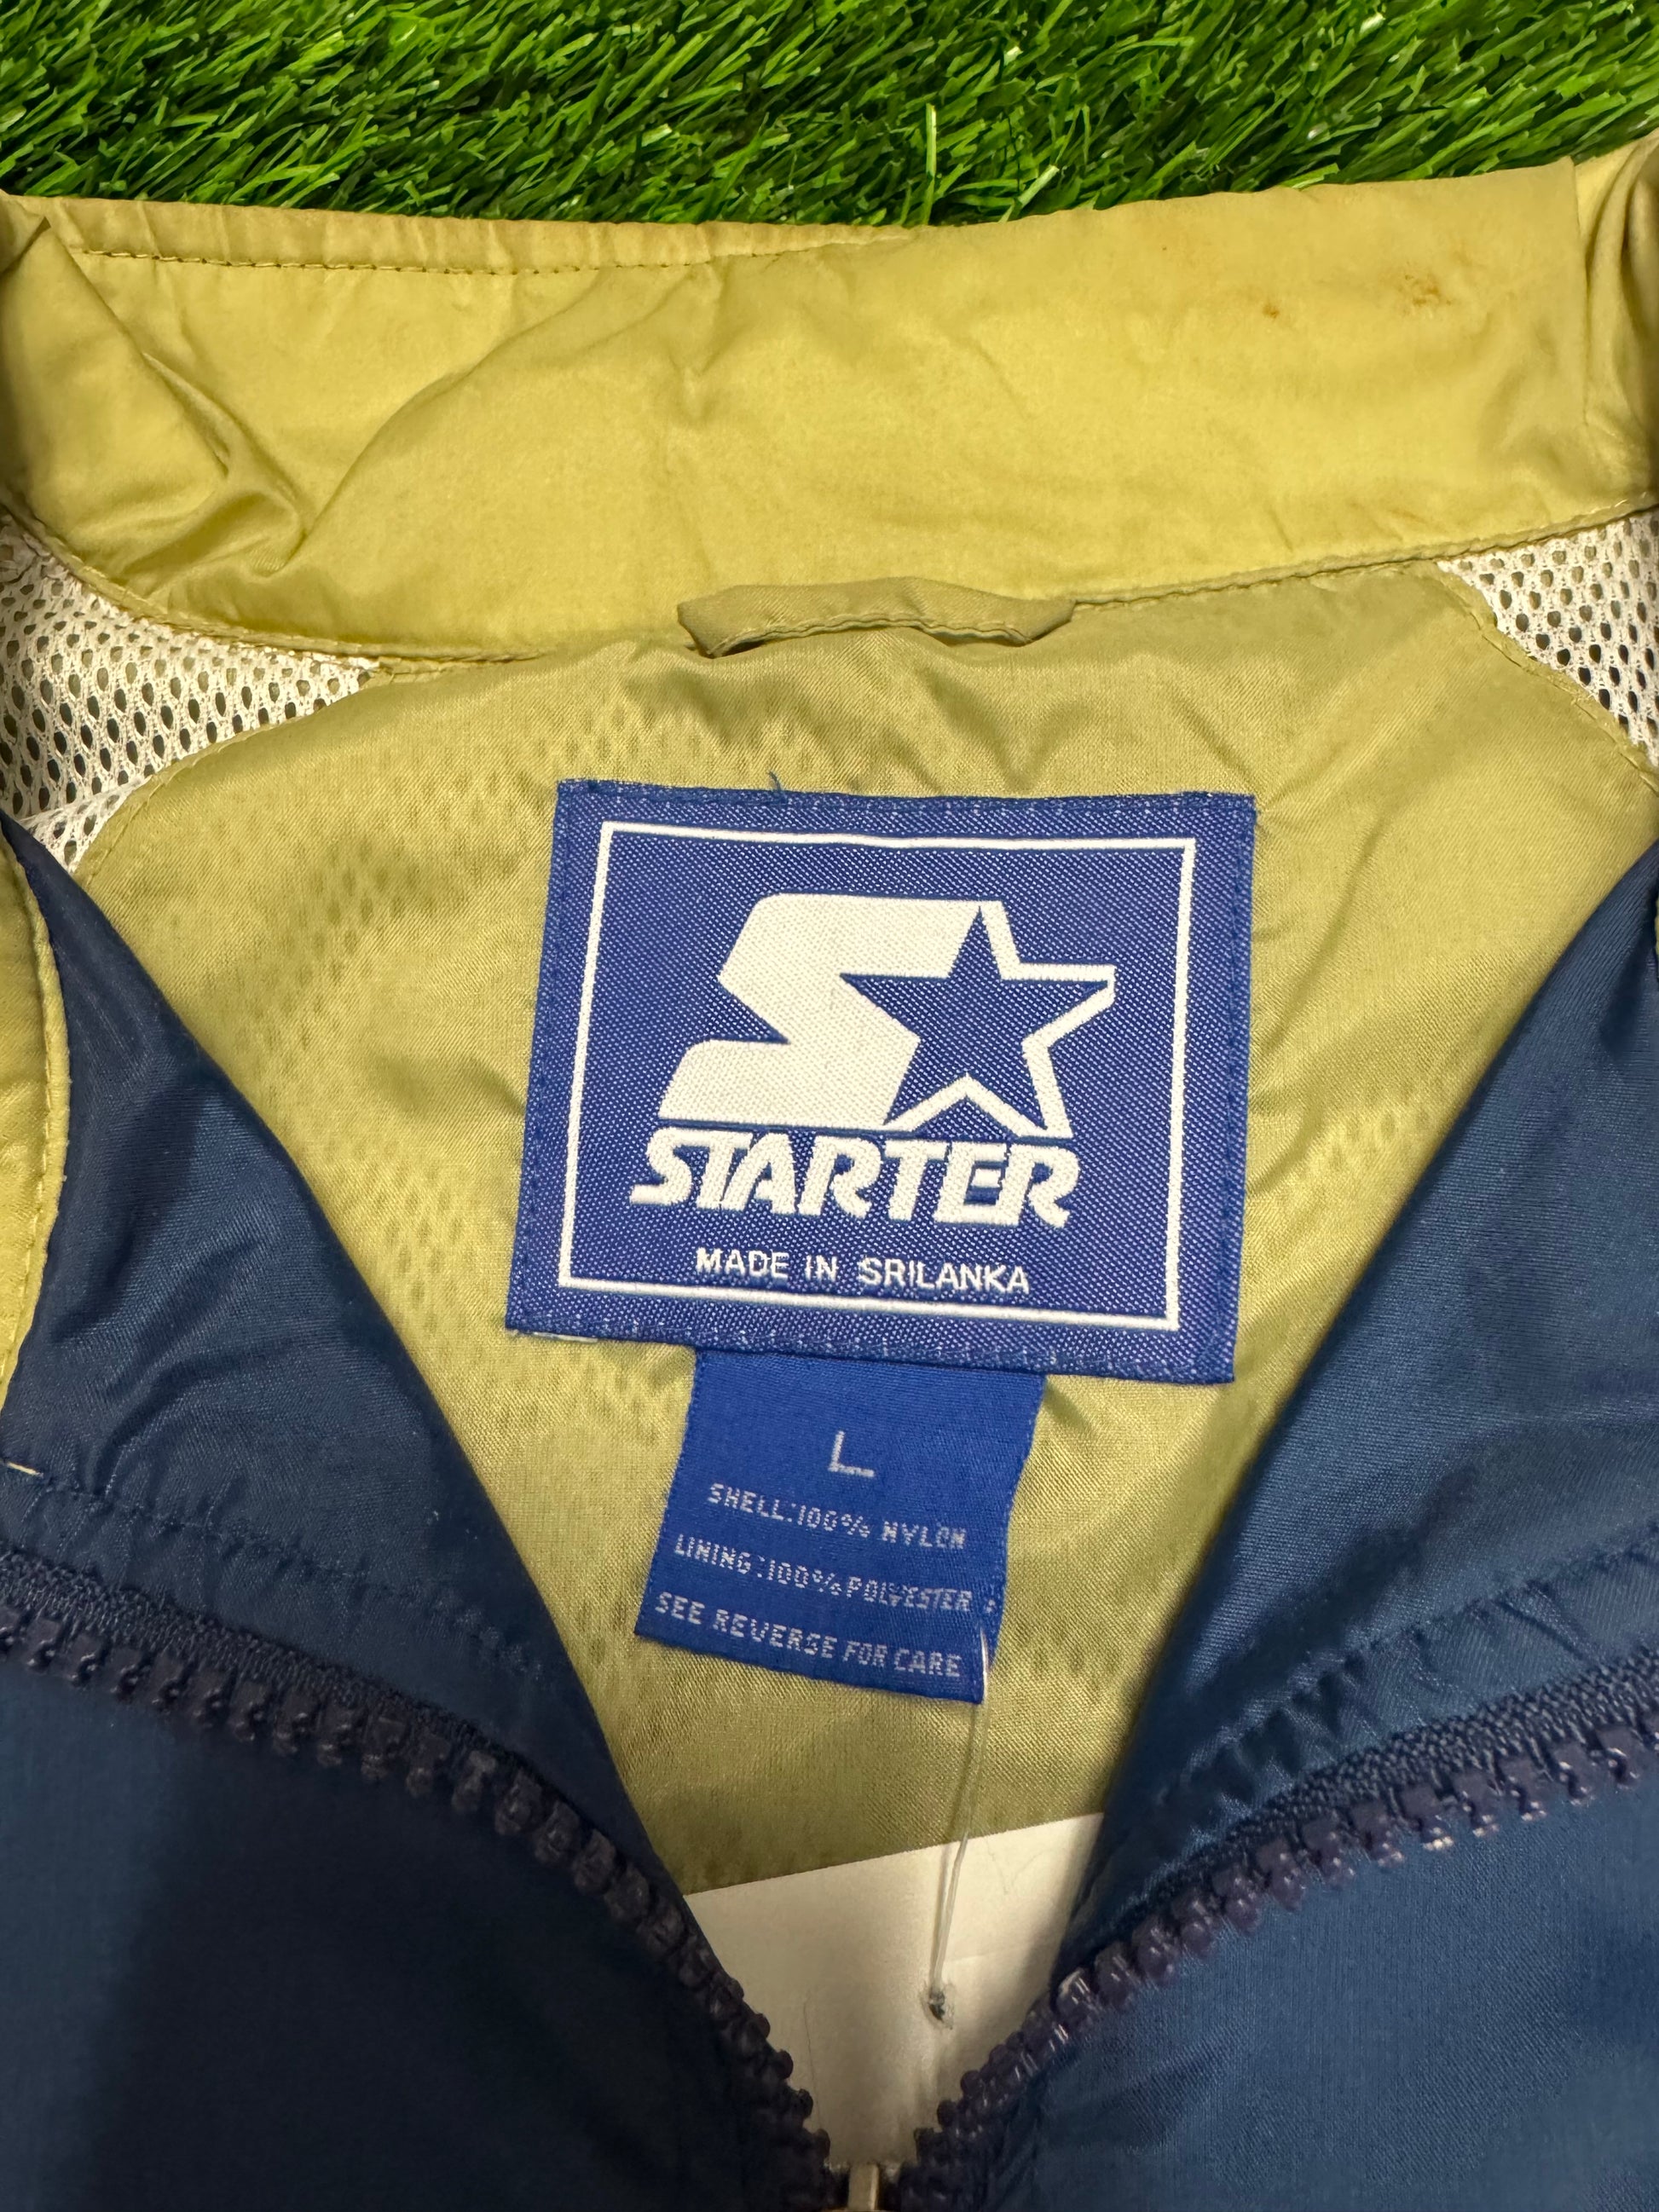 STARTER
MADE IN SRILANKA
L
SHELL:100% NYLON
LINING:100% POLYESTER :
SEE REVERSE FOR CARE